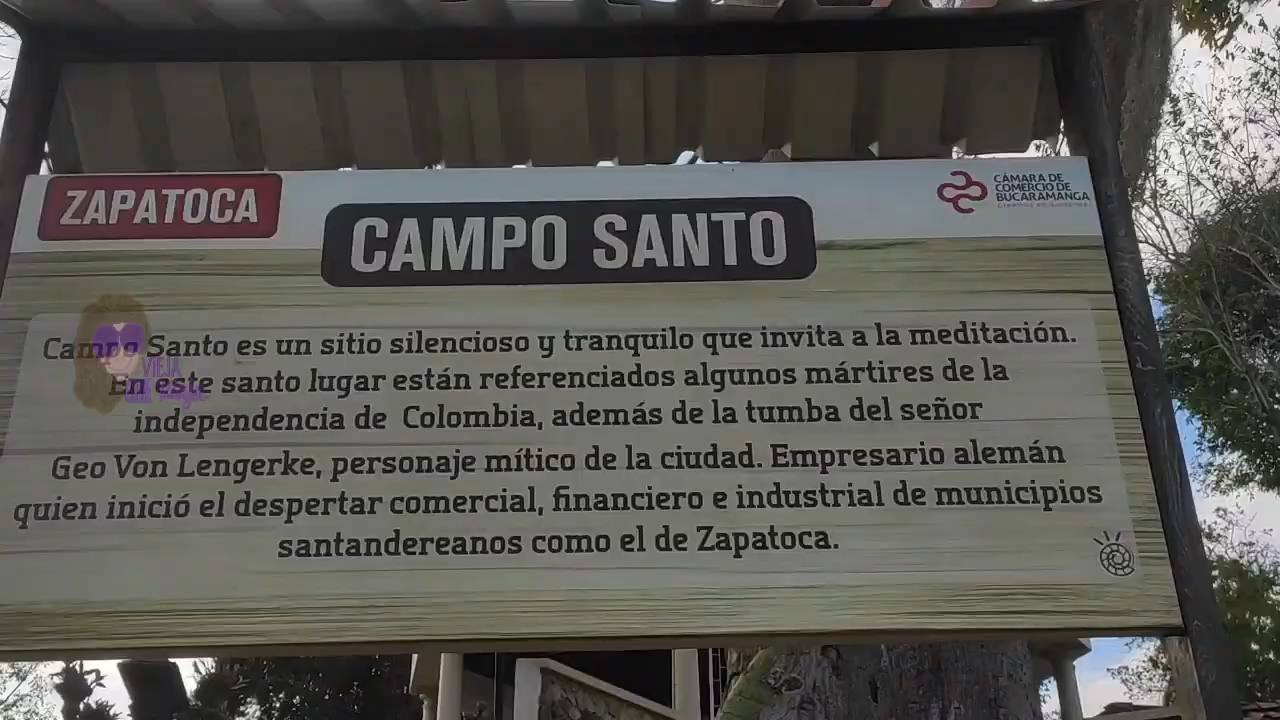 ZAPATOCA
CÁMARA DE
COMERCIO DE
BUCARAMANGA
CAMPO SANTO
Campo Santo es un sitio silencioso y tranquilo que invita a la meditación.
En este santo lugar están referenciados algunos mártires de la
independencia de Colombia, además de la tumba del señor
Geo Von Lengerke, personaje mítico de la ciudad. Empresario alemán
quien inició el despertar comercial, financiero e industrial de municipios
santandereanos como el de Zapatoca.
VIEJA